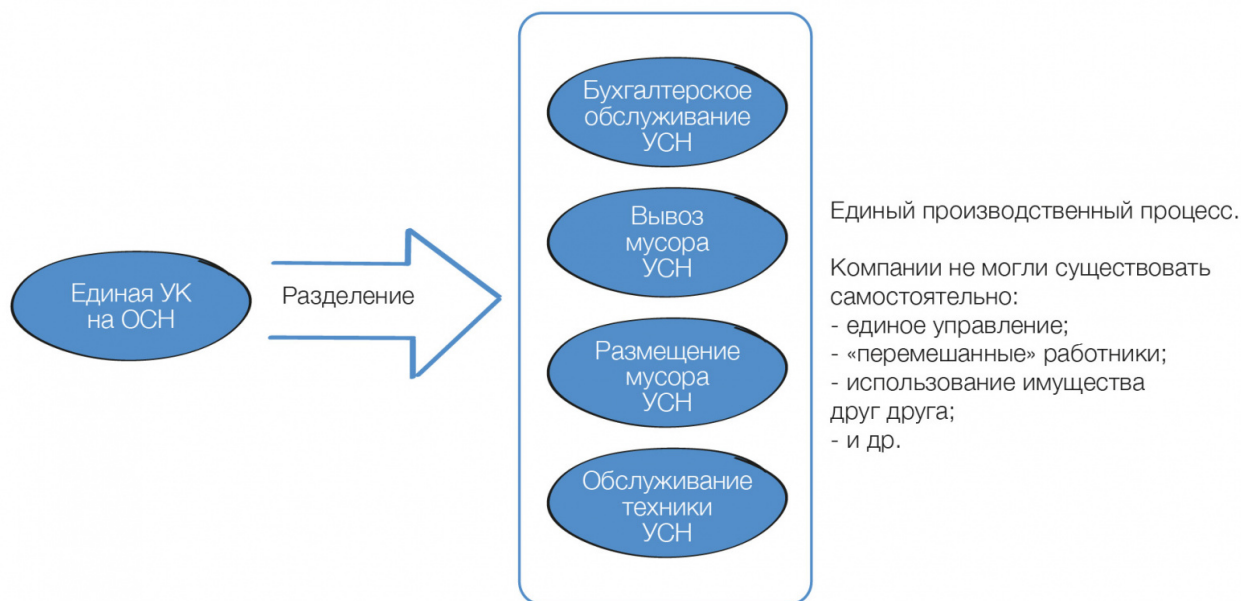 Единая УК
на ОСН
Разделение
Бухгалтерское
обслуживание
УСН
Вывоз
мусора
УСН
Размещение
мусора
УСН
Обслуживание
техники
УСН
Единый производственный процесс.
Компании не могли существовать
самостоятельно:
- единое управление;
- «перемешанные» работники;
- использование имущества
друг друга;
- и др.